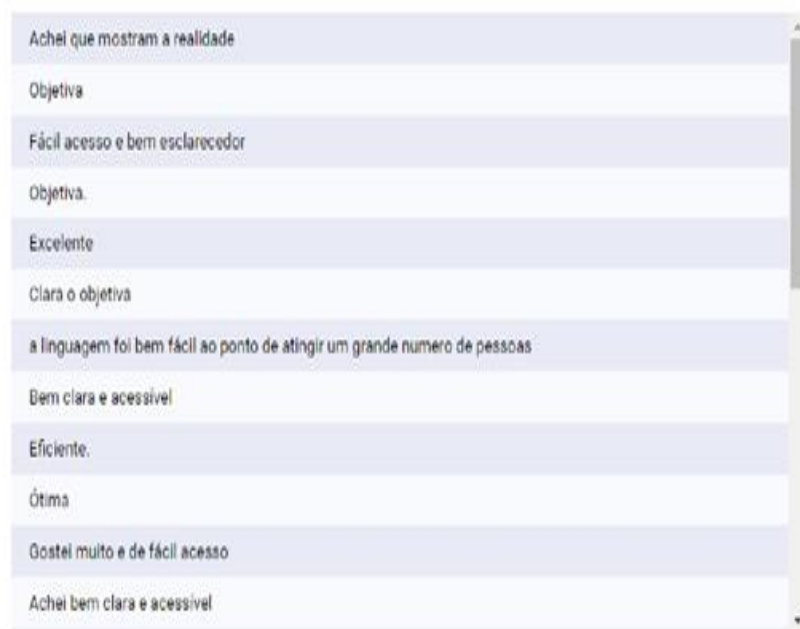 Achei que mostram a realidade
Objetiva
Fácil acesso e bem esclarecedor
Objetiva.
Excelente
Clara o objetiva
a linguagem foi bem fácil ao ponto de atingir um grande numero de pessoas
Bem clara e acessivel
Eficiente.
Ótima
Gostei muito e de fácil acesso
Achei bem clara e acessivel